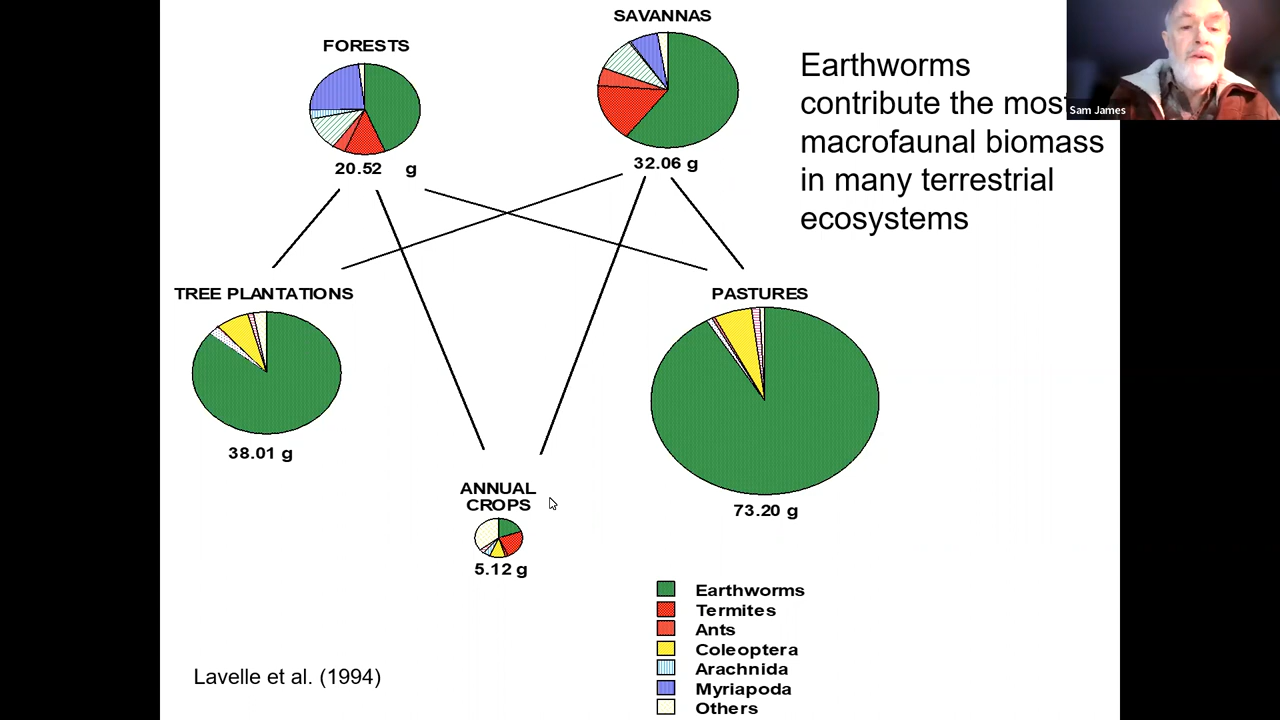 SAVANNAS
FORESTS
Earthworms
contribute the most
macrofaunal biomass
in many terrestrial
ecosystems
Sam James
20.52 g
32.06 g
TREE PLANTATIONS
PASTURES
38.01 g
73.20 g
ANNUAL
CROPS
5.12 g
Earthworms
Termites
Ants
Coleoptera
Arachnida
Myriapoda
Others
Lavelle et al. (1994)